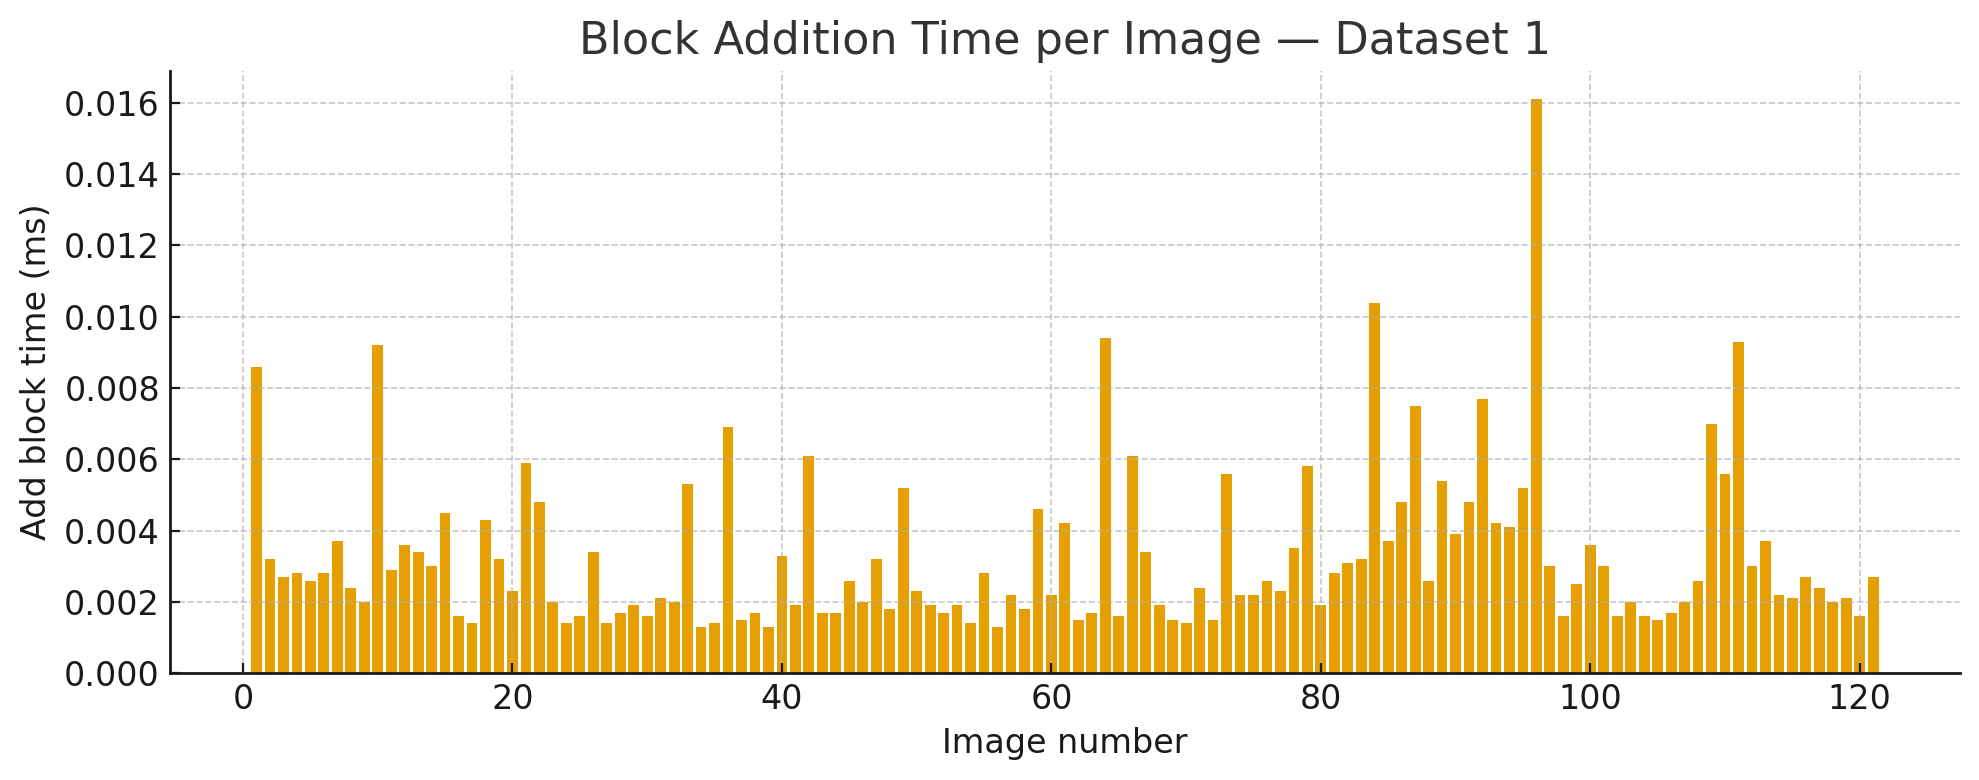 Block Addition Time per Image — Dataset 1
0.016
0.014
0.012
0.010
0.008
0.006
0.004
0.002
0.000
Add block time (ms)
0 20 40 60 80 100 120
Image number